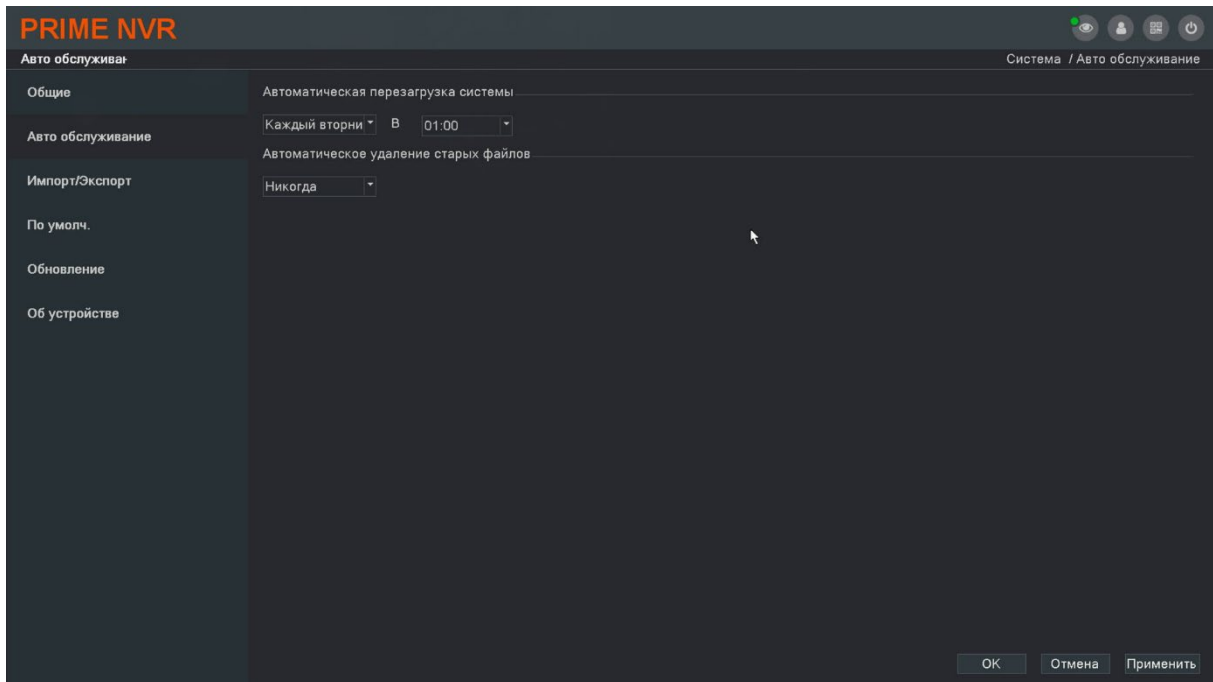 PRIME NVR
Авто обслуживан
Система / Авто обслуживание
Общие
Авто обслуживание
Импорт/Экспорт
По умолч.
Обновление
Об устройстве
Автоматическая перезагрузка системы
Каждый вторни В 01:00
Автоматическое удаление старых файлов
Никогда
OK Отмена Применить